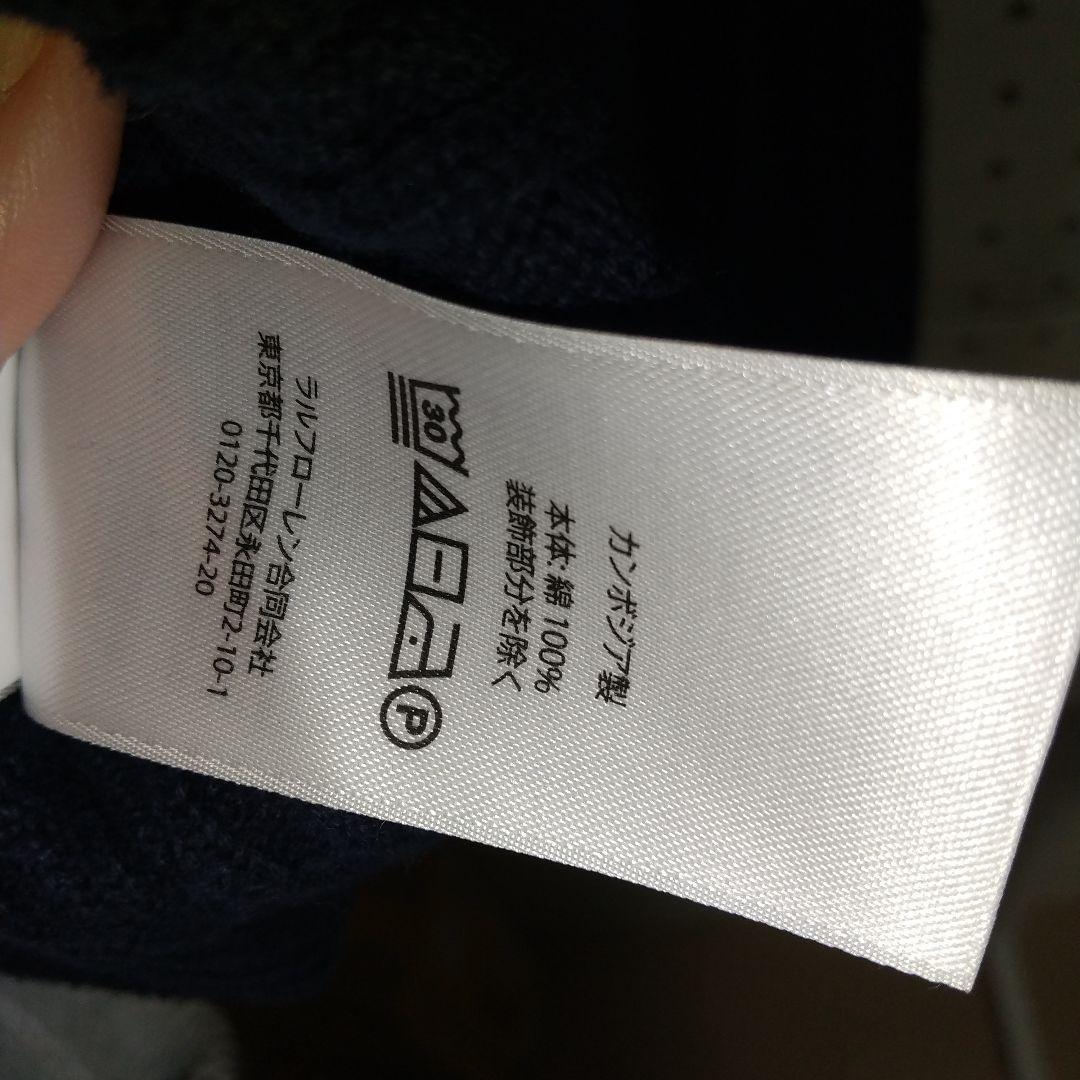 カンボジア製
本体: 綿 100%
装飾部分を除く
30
P
ラルフローレン合同会社
東京都千代田区永田町2-10-1
0120-3274-20